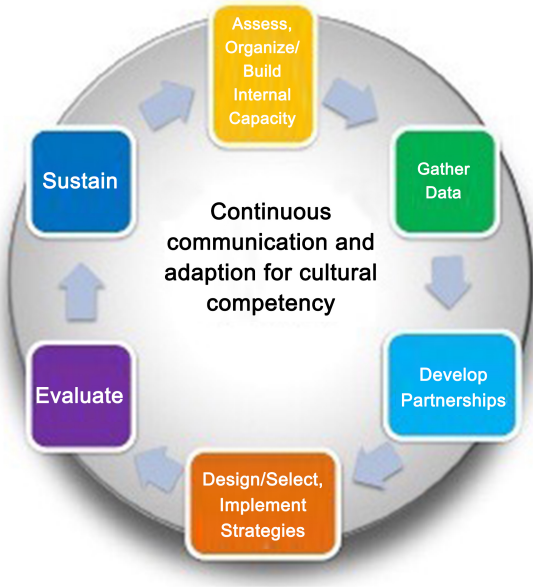 Assess,
Organize/
Build
Internal
Capacity
Gather
Data
Develop
Partnerships
Design/Select,
Implement
Strategies
Evaluate
Sustain
Continuous
communication and
adaption for cultural
competency